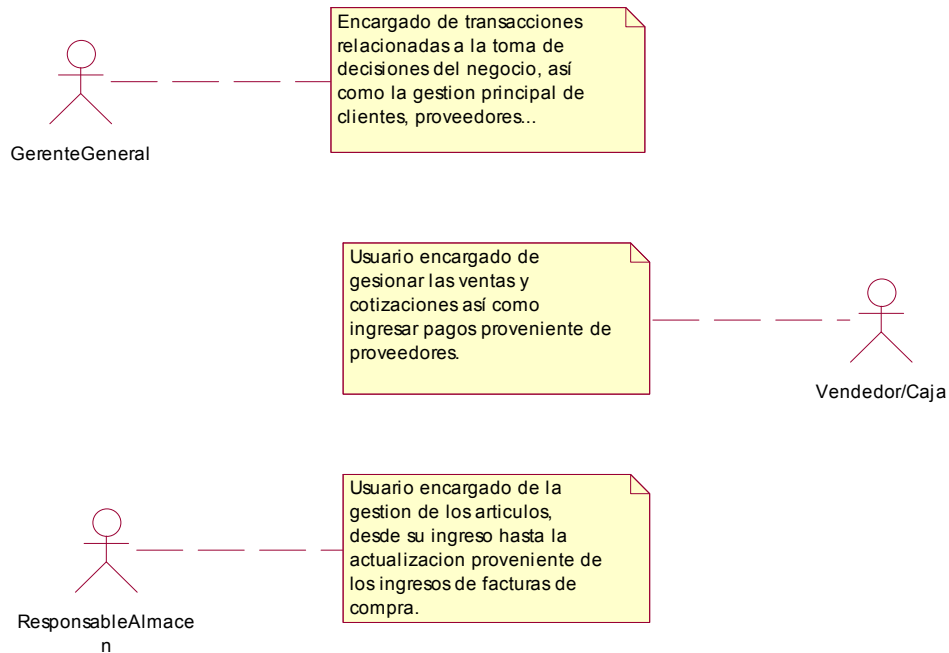 Encargado de transacciones
relacionadas a la toma de
decisiones del negocio, así
como la gestion principal de
clientes, proveedores...
GerenteGeneral
Usuario encargado de
gesionar las ventas y
cotizaciones así como
ingresar pagos proveniente de
proveedores.
Vendedor/Caja
Usuario encargado de la
gestion de los articulos,
desde su ingreso hasta la
actualizacion proveniente de
los ingresos de facturas de
compra.
ResponsableAlmace
n